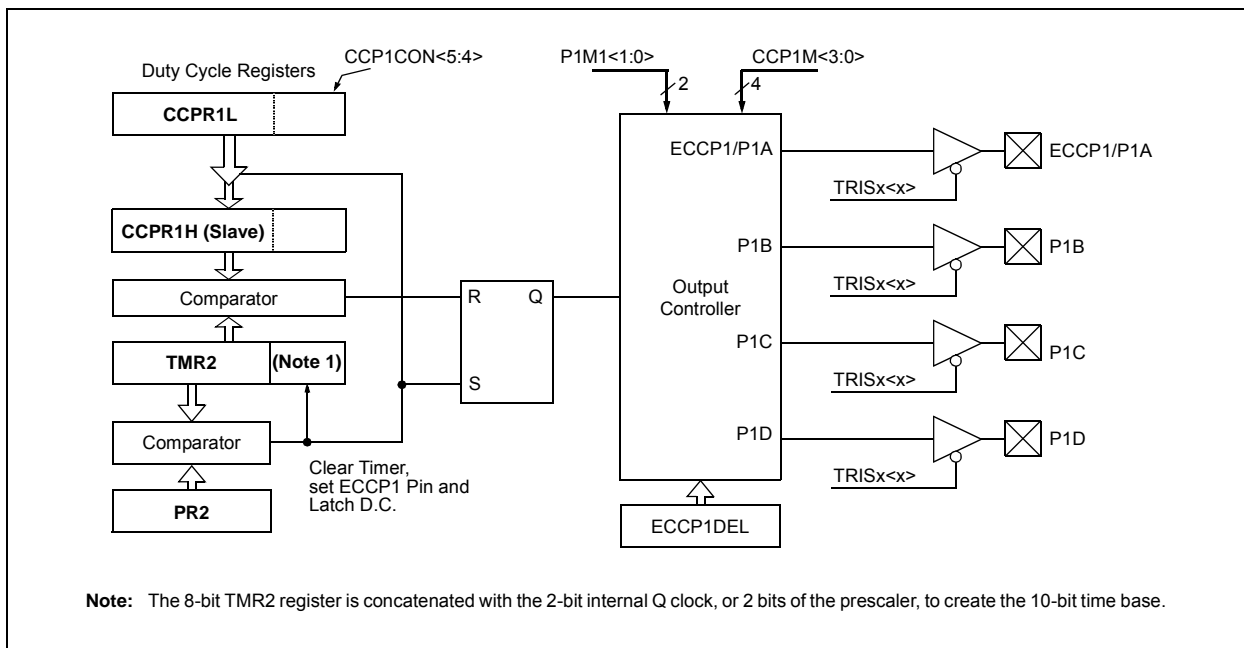 Duty Cycle Registers
CCP1CON<5:4>
CCPR1L
CCPR1H (Slave)
Comparator
TMR2
(Note 1)
Comparator
PR2
Clear Timer,
set ECCP1 Pin and
Latch D.C.
R
Q
S
P1M1<1:0>
2
CCP1M<3:0>
4
ECCP1/P1A
P1B
Output
Controller
P1C
P1D
ECCP1DEL
TRISx<x>
ECCP1/P1A
TRISx<x>
P1B
TRISx<x>
P1C
TRISx<x>
P1D
Note: The 8-bit TMR2 register is concatenated with the 2-bit internal Q clock, or 2 bits of the prescaler, to create the 10-bit time base.